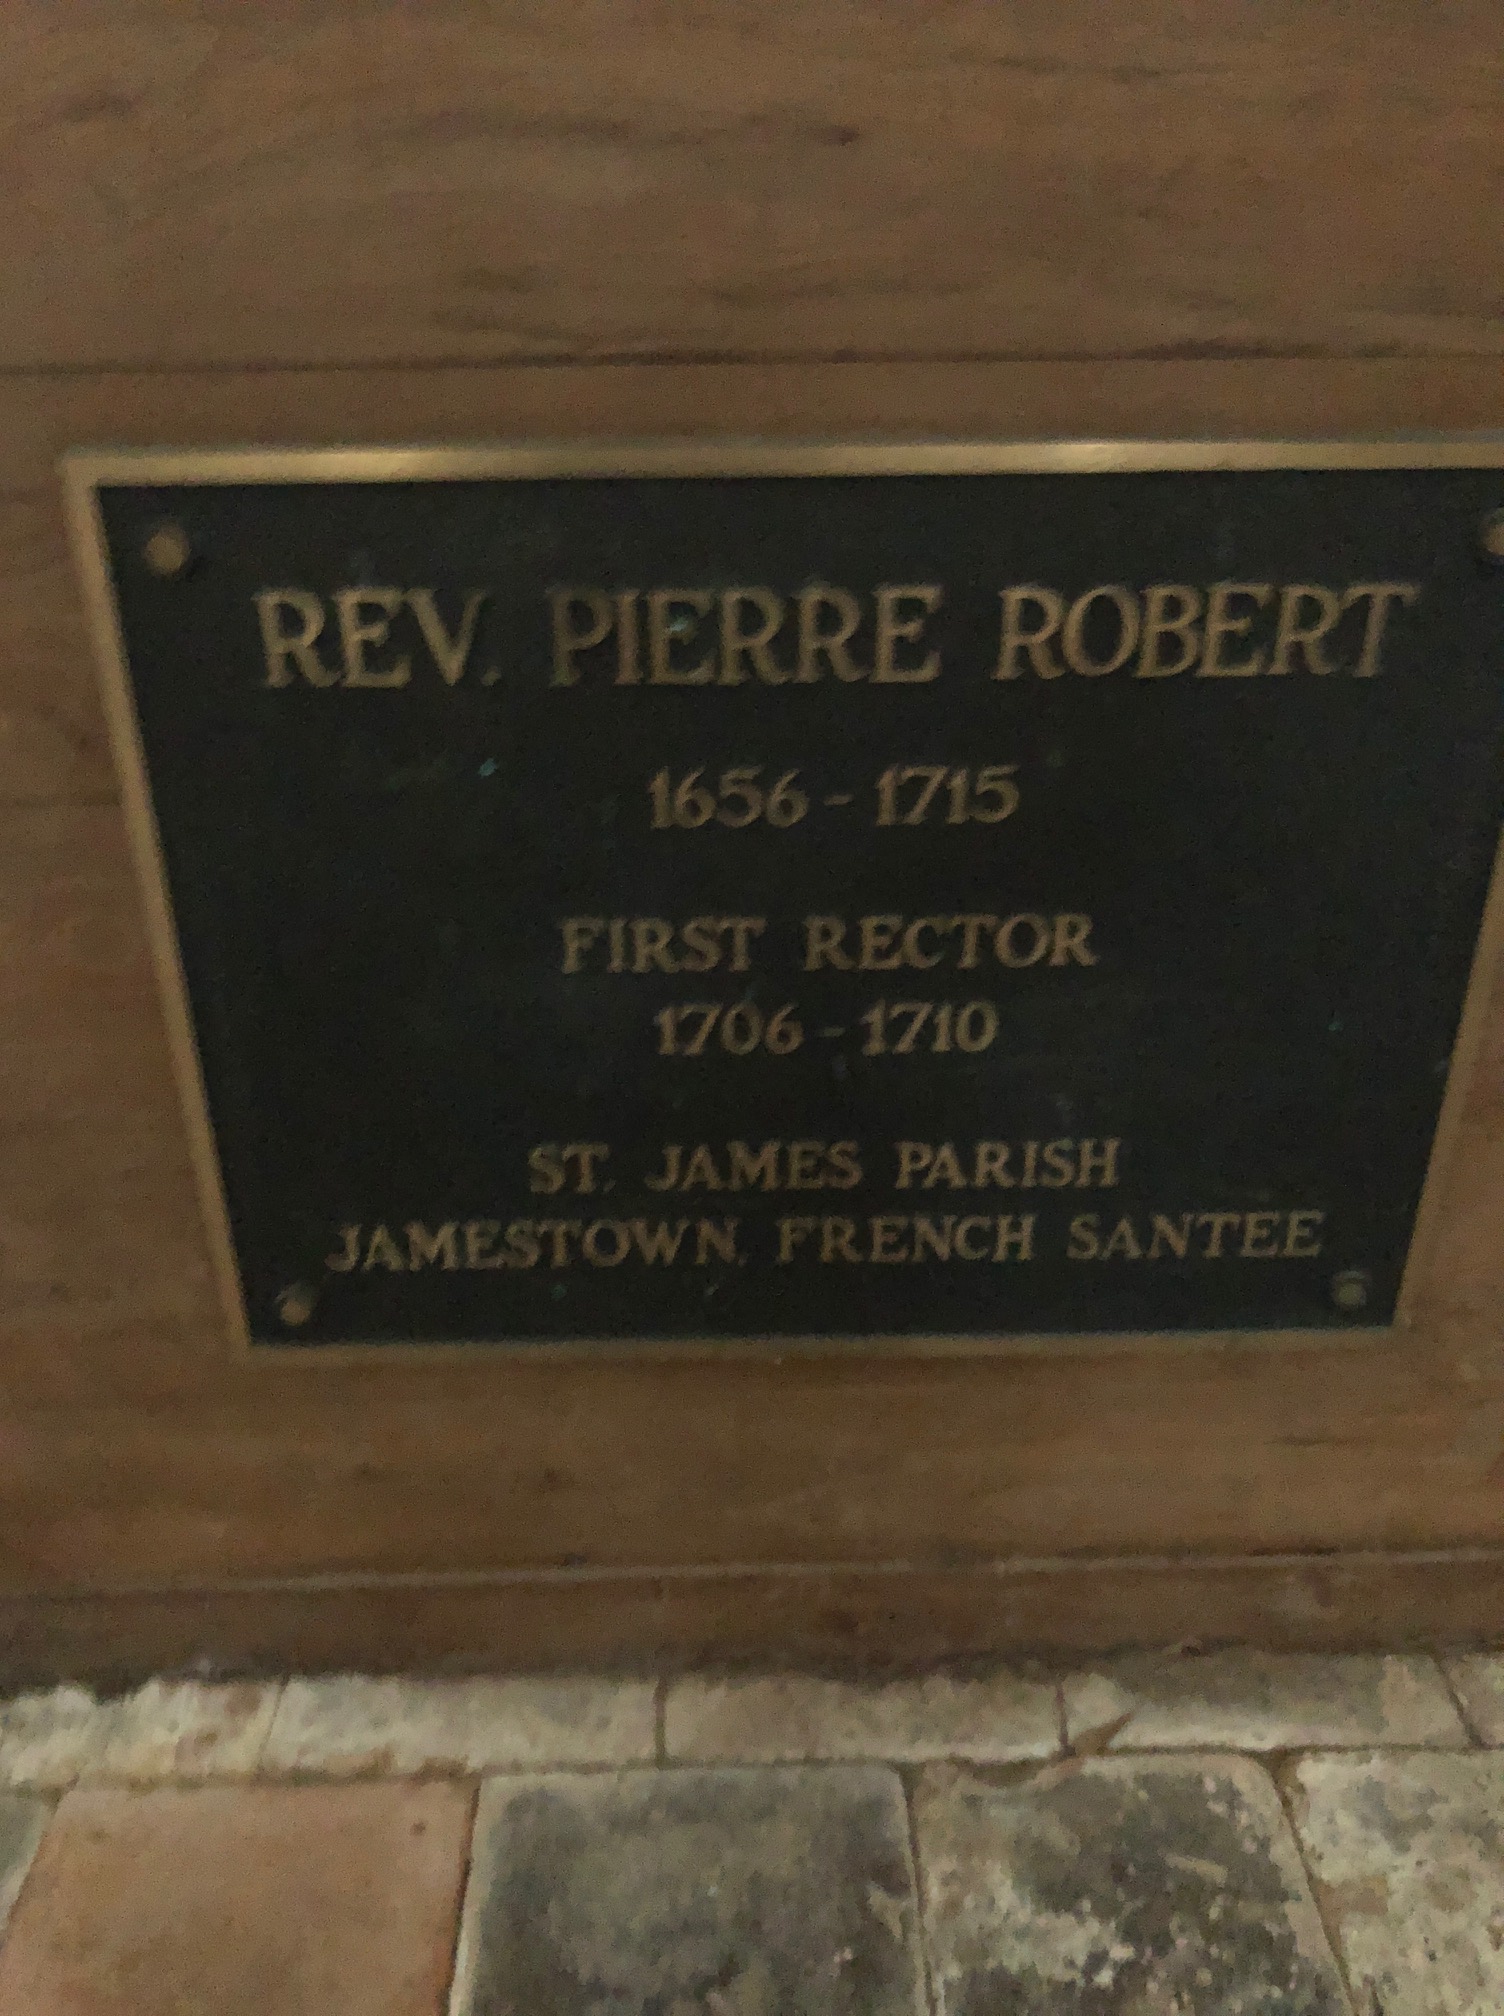 REV. PIERRE ROBERT
1656 - 1715
FIRST RECTOR
1706 - 1710
ST. JAMES PARISH
JAMESTOWN, FRENCH SANTEE